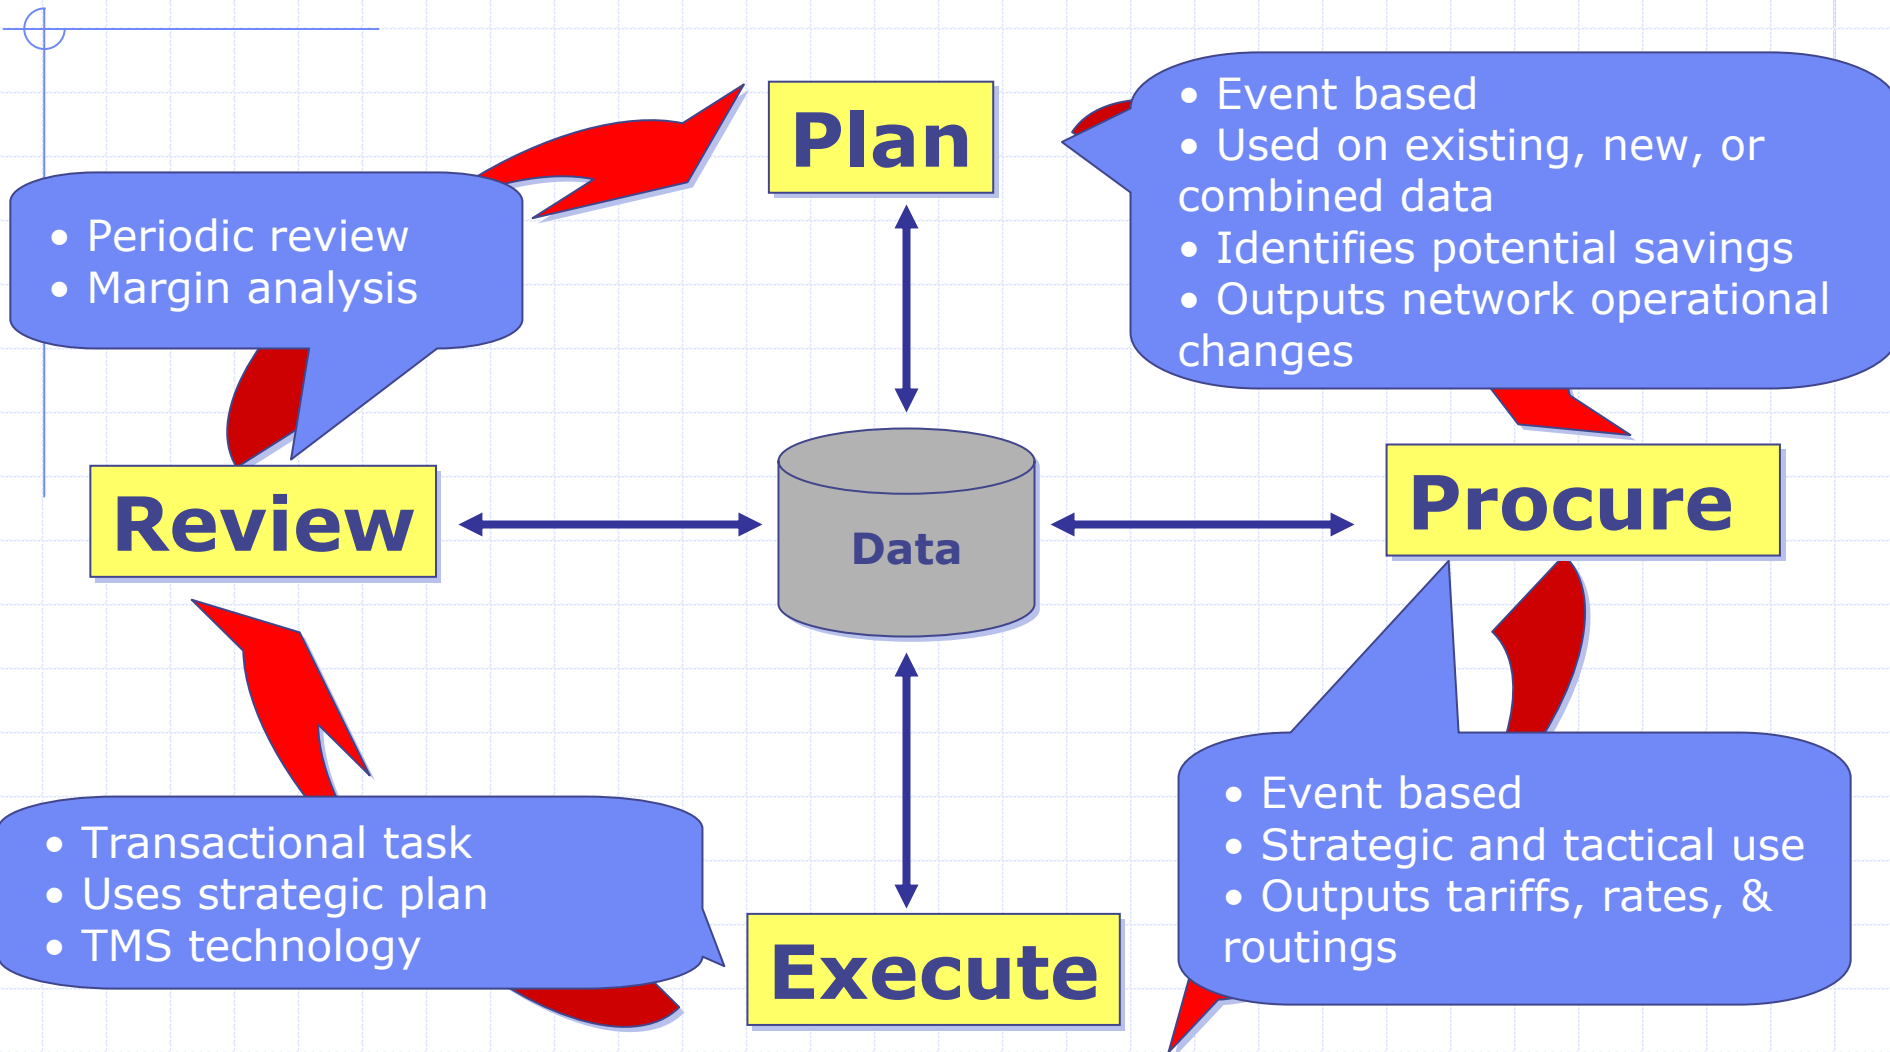 Plan
• Event based
• Used on existing, new, or
combined data
• Identifies potential savings
• Outputs network operational
changes
• Periodic review
• Margin analysis
Review
Data
Procure
• Transactional task
• Uses strategic plan
• TMS technology
Execute
• Event based
• Strategic and tactical use
• Outputs tariffs, rates, &
routings